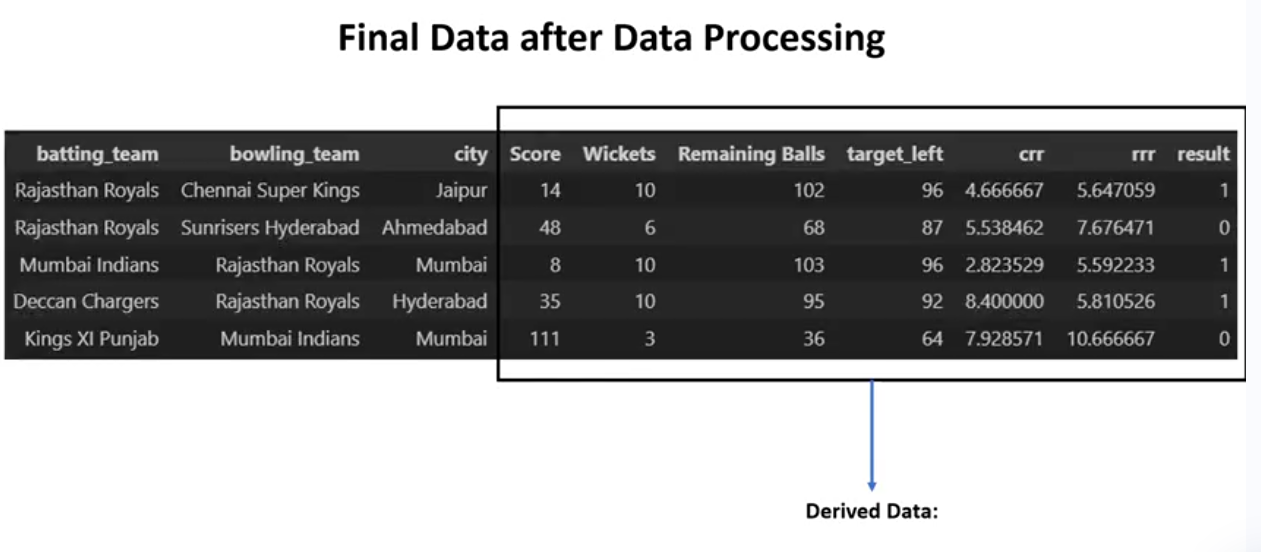 Final Data after Data Processing
batting_team bowling_team city Score Wickets Remaining Balls target_left crr rrr result
Rajasthan Royals Chennai Super Kings Jaipur 14 10 102 96 4.666667 5.647059 1
Rajasthan Royals Sunrisers Hyderabad Ahmedabad 48 6 68 87 5.538462 7.676471 0
Mumbai Indians Rajasthan Royals Mumbai 8 10 103 96 2.823529 5.592233 1
Deccan Chargers Rajasthan Royals Hyderabad 35 10 95 92 8.400000 5.810526 1
Kings XI Punjab Mumbai Indians Mumbai 111 3 36 64 7.928571 10.666667 0
Derived Data: